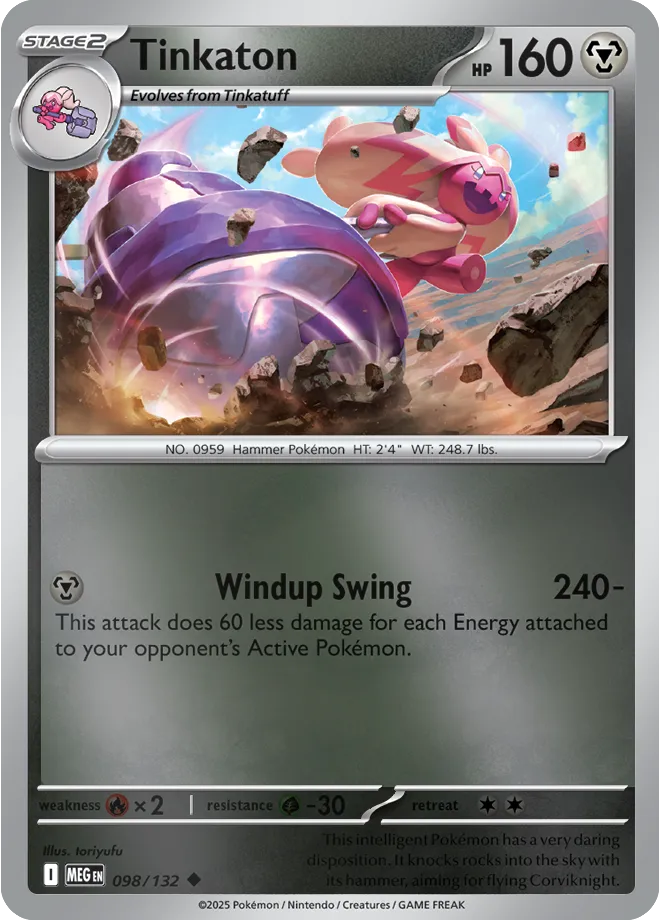 STAGE2
Tinkaton
HP 160
Evolves from Tinkatuff
NO. 0959 Hammer Pokémon HT: 2'4" WT: 248.7 lbs.
Windup Swing 240-
This attack does 60 less damage for each Energy attached
to your opponent's Active Pokémon.
weakness ×2 resistance -30 retreat
Illus. toriyufu
This intelligent Pokémon has a very daring
disposition. It knocks rocks into the sky with
its hammer, aiming for flying Corviknight.
I MEG EN 098/132
©2025 Pokémon / Nintendo / Creatures / GAME FREAK